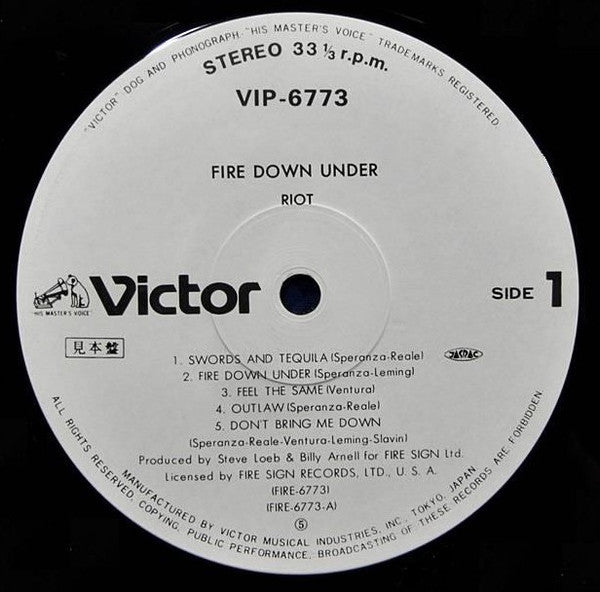 "VICTOR" DOG AND PHONOGRAPH. "HIS MASTER'S VOICE" TRADEMARKS REGISTERED.
STEREO 33 ⅓ r.p.m.
VIP-6773
FIRE DOWN UNDER
RIOT
"HIS MASTER'S VOICE"
Victor
SIDE 1
見本盤
JASRAC
1. SWORDS AND TEQUILA (Speranza-Reale)
2. FIRE DOWN UNDER (Speranza-Leming)
3. FEEL THE SAME (Ventura)
4. OUTLAW (Speranza-Reale)
5. DON'T BRING ME DOWN
(Speranza-Reale-Ventura-Leming-Slavin)
Produced by Steve Loeb & Billy Arnell for FIRE SIGN Ltd.
Licensed by FIRE SIGN RECORDS, LTD., U. S. A.
(FIRE-6773)
(FIRE-6773-A)
⑤
MANUFACTURED BY VICTOR MUSICAL INDUSTRIES, INC. TOKYO, JAPAN
ALL RIGHTS RESERVED. COPYING, PUBLIC PERFORMANCE, BROADCASTING OF THESE RECORDS ARE FORBIDDEN.